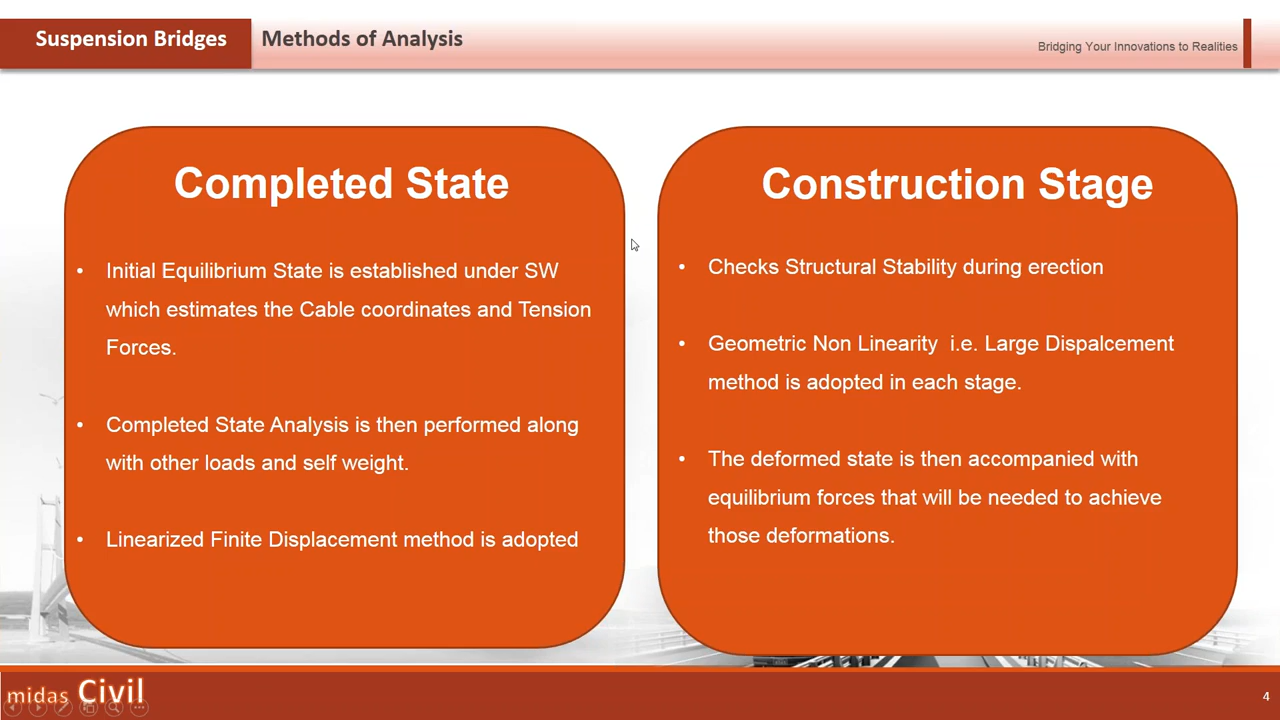 Suspension Bridges
Methods of Analysis
Bridging Your Innovations to Realities
Completed State
• Initial Equilibrium State is established under SW
which estimates the Cable coordinates and Tension
Forces.
• Completed State Analysis is then performed along
with other loads and self weight.
• Linearized Finite Displacement method is adopted
Construction Stage
• Checks Structural Stability during erection
• Geometric Non Linearity i.e. Large Dispalcement
method is adopted in each stage.
• The deformed state is then accompanied with
equilibrium forces that will be needed to achieve
those deformations.
midas Civil
4